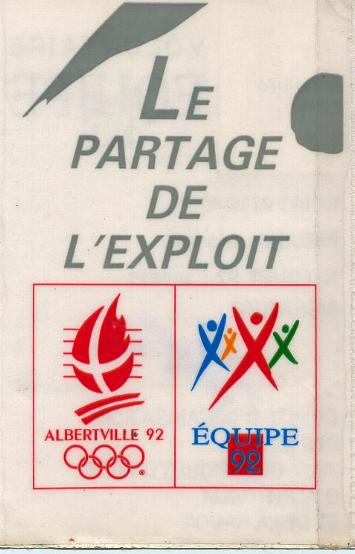 LE
PARTAGE
DE
L'EXPLOIT
ALBERTVILLE 92
®
ÉQUIPE
92